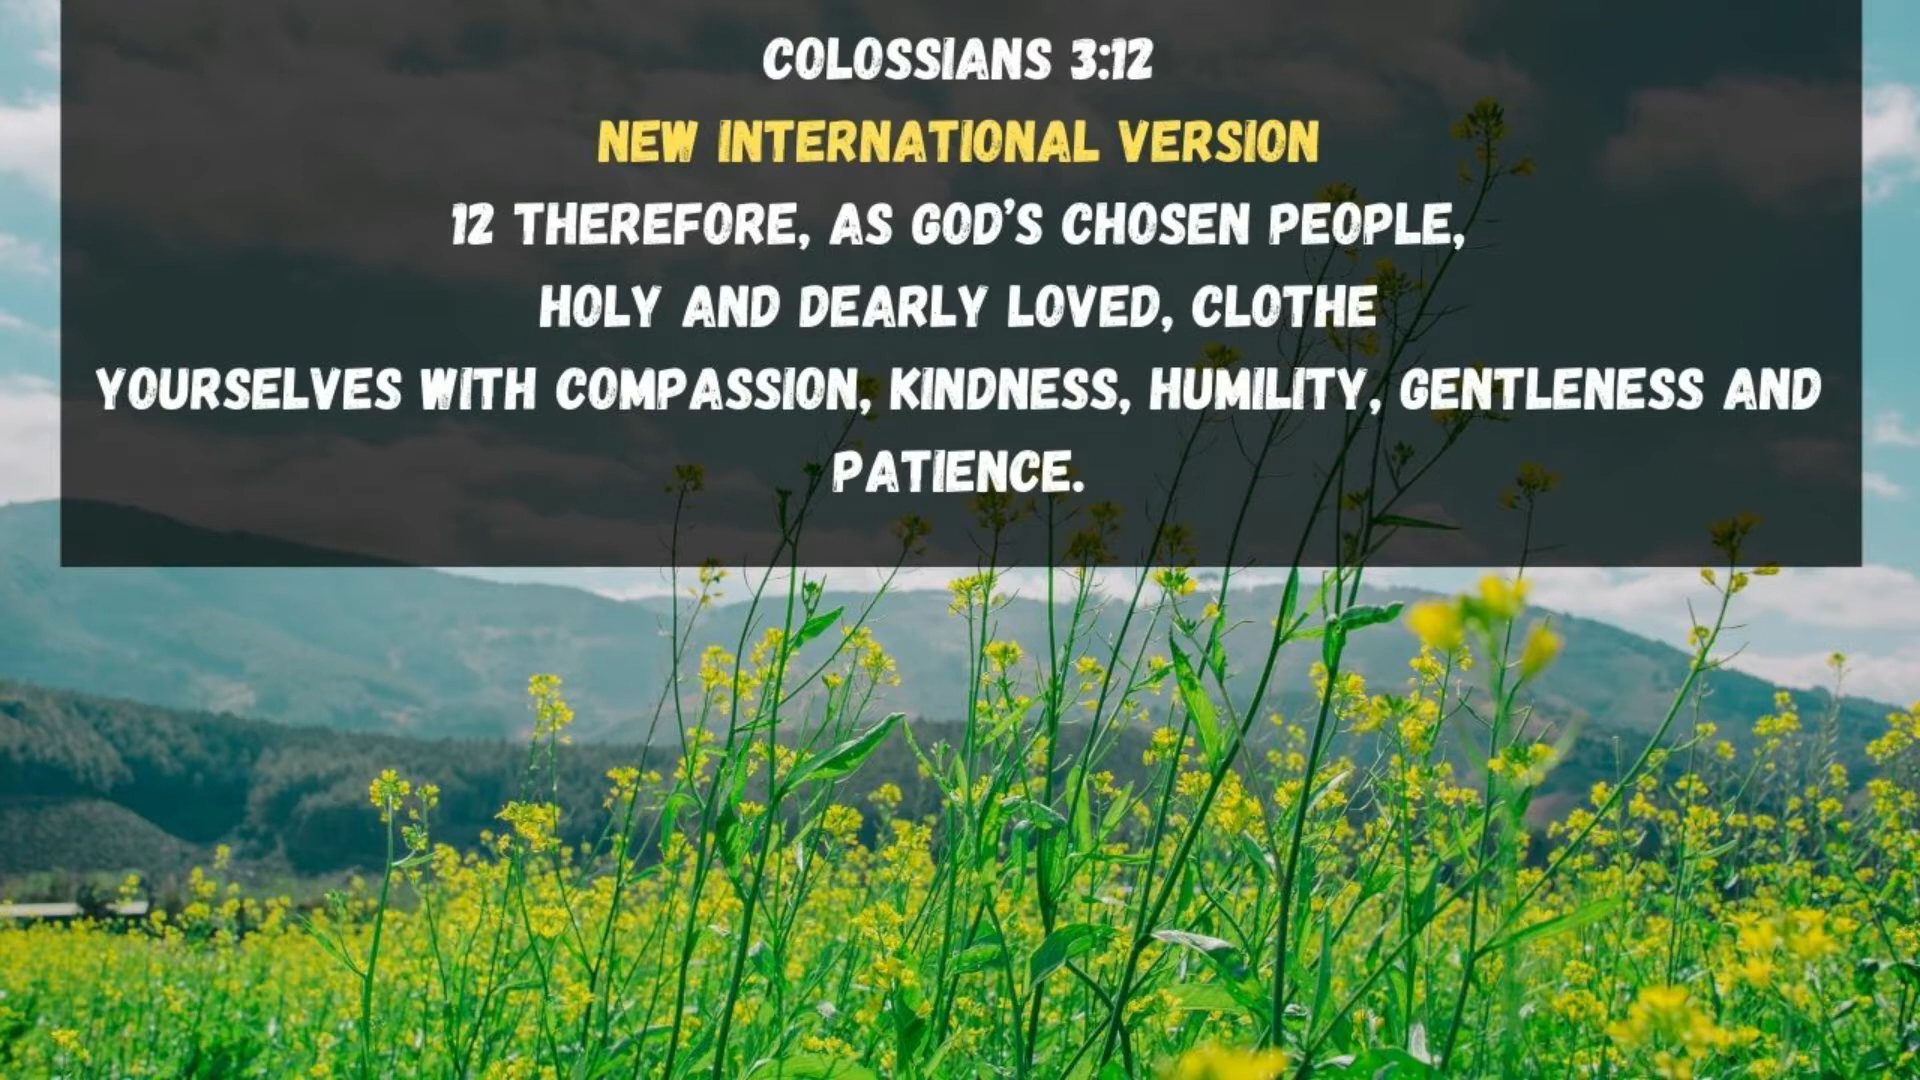 COLOSSIANS 3:12
NEW INTERNATIONAL VERSION
12 THEREFORE, AS GOD’S CHOSEN PEOPLE,
HOLY AND DEARLY LOVED, CLOTHE
YOURSELVES WITH COMPASSION, KINDNESS, HUMILITY, GENTLENESS AND
PATIENCE.